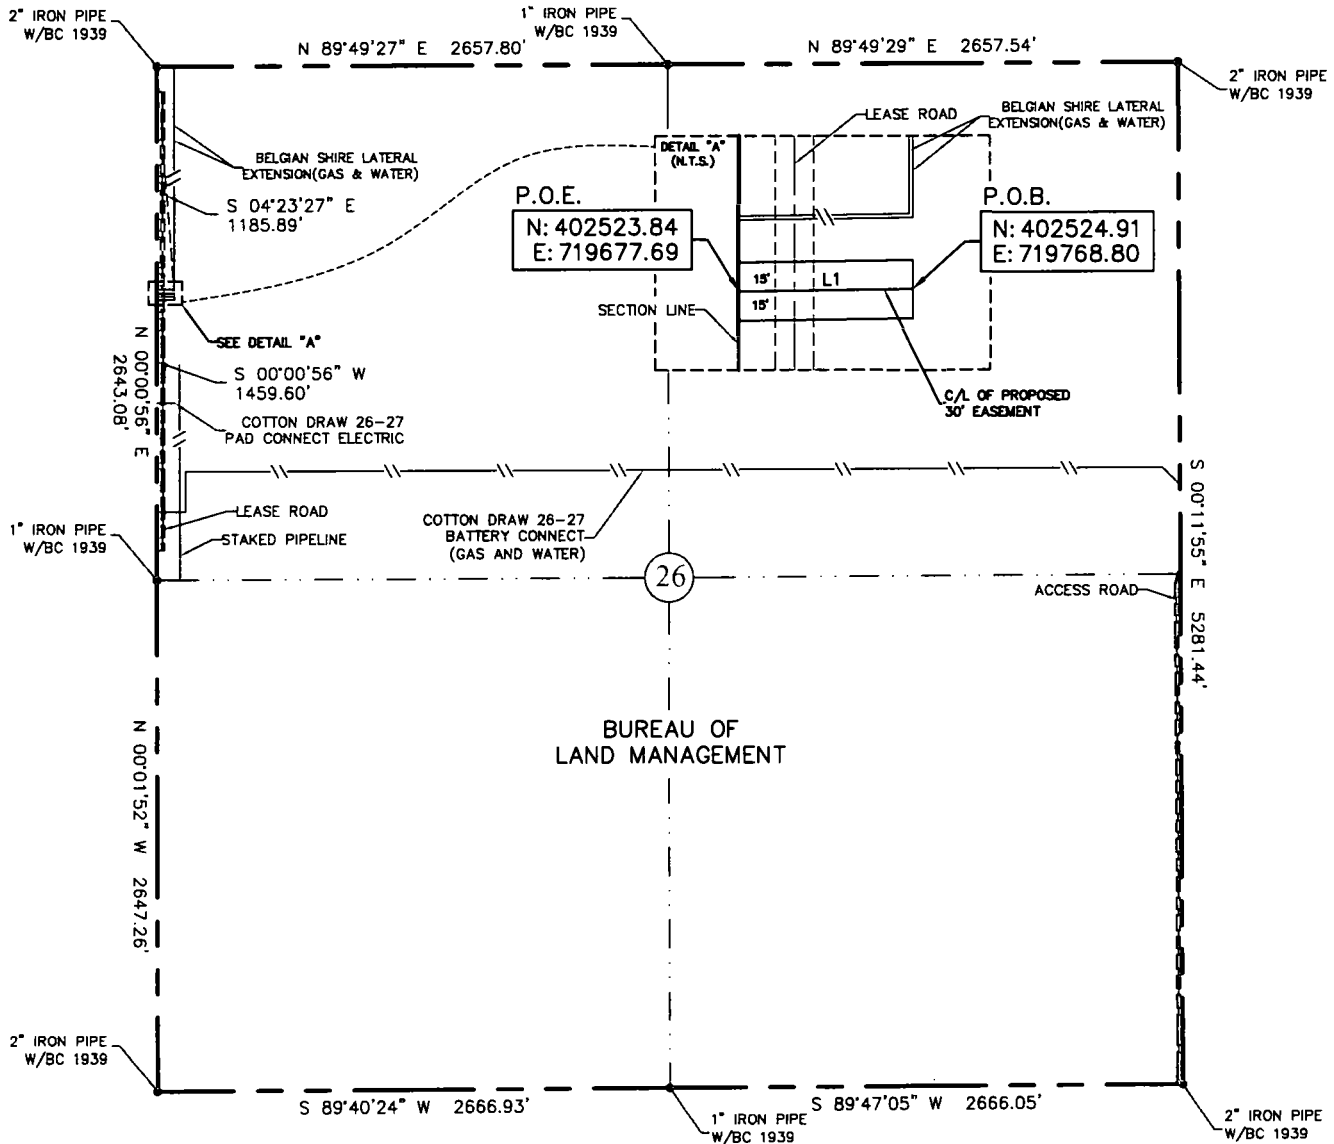 2" IRON PIPE
W/BC 1939
N 89°49'27" E 2657.80'
1" IRON PIPE
W/BC 1939
N 89°49'29" E 2657.54'
2" IRON PIPE
W/BC 1939
BELGIAN SHIRE LATERAL
EXTENSION(GAS & WATER)
S 04°23'27" E
1185.89'
DETAIL "A"
(N.T.S.)
LEASE ROAD
BELGIAN SHIRE LATERAL
EXTENSION(GAS & WATER)
P.O.E.
N: 402523.84
E: 719677.69
P.O.B.
N: 402524.91
E: 719768.80
15'
L1
15'
SECTION LINE
C/L OF PROPOSED
30' EASEMENT
SEE DETAIL "A"
N 00°00'56" E
2643.08'
S 00°00'56" W
1459.60'
COTTON DRAW 26-27
PAD CONNECT ELECTRIC
LEASE ROAD
STAKED PIPELINE
COTTON DRAW 26-27
BATTERY CONNECT
(GAS AND WATER)
1" IRON PIPE
W/BC 1939
26
ACCESS ROAD
S 00°11'55" E 5281.44'
BUREAU OF
LAND MANAGEMENT
N 00°01'52" W 2647.26'
2" IRON PIPE
W/BC 1939
S 89°40'24" W 2666.93'
1" IRON PIPE
W/BC 1939
S 89°47'05" W 2666.05'
2" IRON PIPE
W/BC 1939